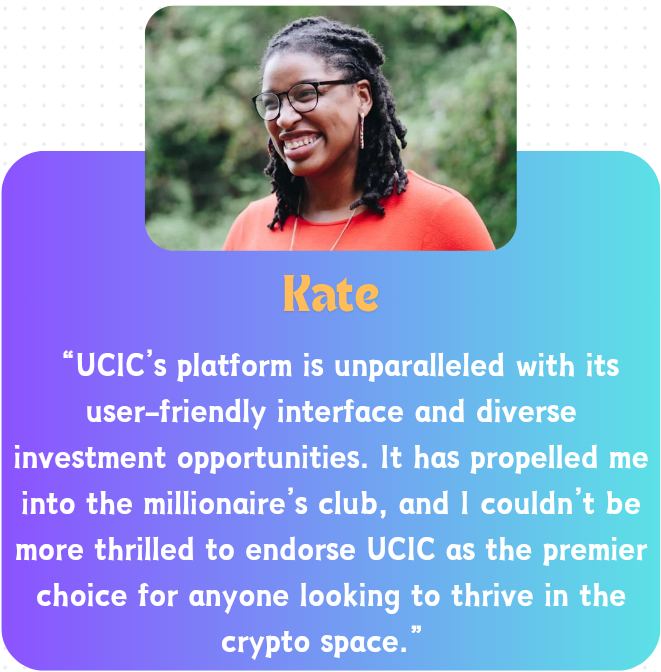 Kate
“UCIC’s platform is unparalleled with its
user-friendly interface and diverse
investment opportunities. It has propelled me
into the millionaire’s club, and I couldn’t be
more thrilled to endorse UCIC as the premier
choice for anyone looking to thrive in the
crypto space.”